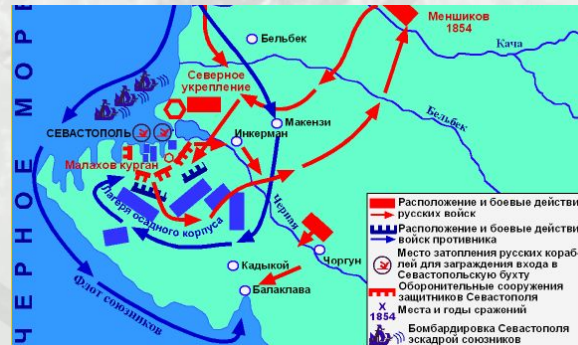 ЧЕРНОЕ МОРЕ
Меншиков
1854
Кача
Бельбек
Северное
укрепление
Бельбек
Макензи
СЕВАСТОПОЛЬ
Инкерман
Малахов курган
Лагеря осадного корпуса
Черная
Чоргун
Кадыкой
Балаклава
Флот союзников
Расположение и боевые действи
русских войск
Расположение и боевые действи
войск противника
Место затопления русских кораб-
лей для заграждения входа в
Севастопольскую бухту
Оборонительные сооружения
защитников Севастополя
X
1854
Места и годы сражений
Бомбардировка Севастополя
эскадрой союзников